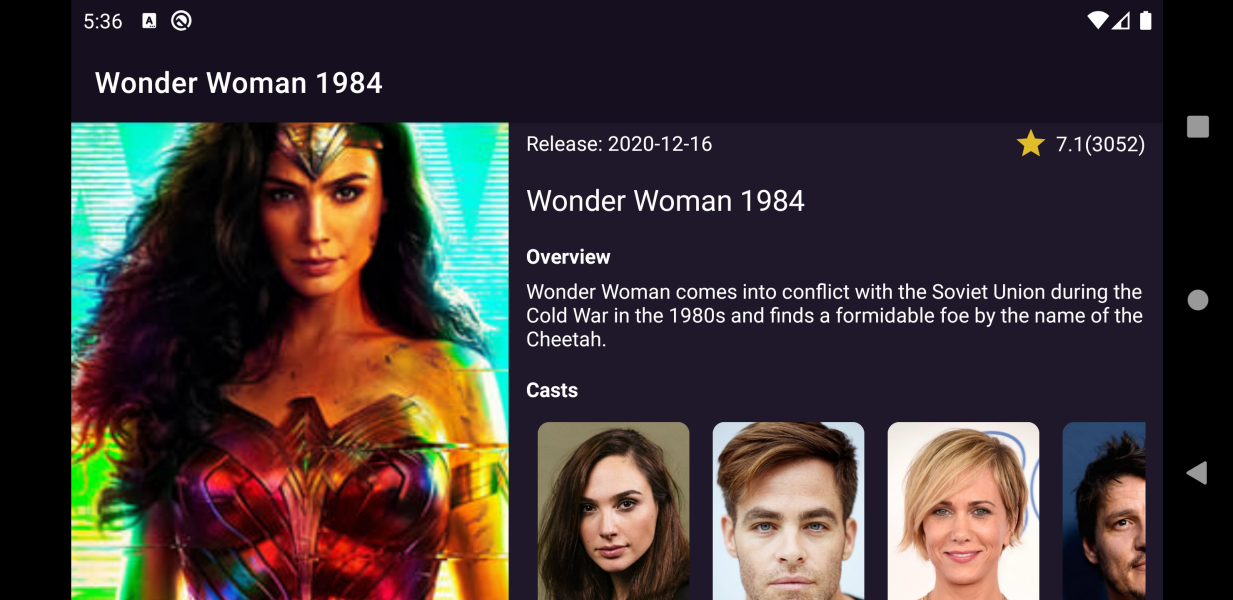 5:36
Wonder Woman 1984
Release: 2020-12-16
7.1(3052)
Wonder Woman 1984
Overview
Wonder Woman comes into conflict with the Soviet Union during the
Cold War in the 1980s and finds a formidable foe by the name of the
Cheetah.
Casts